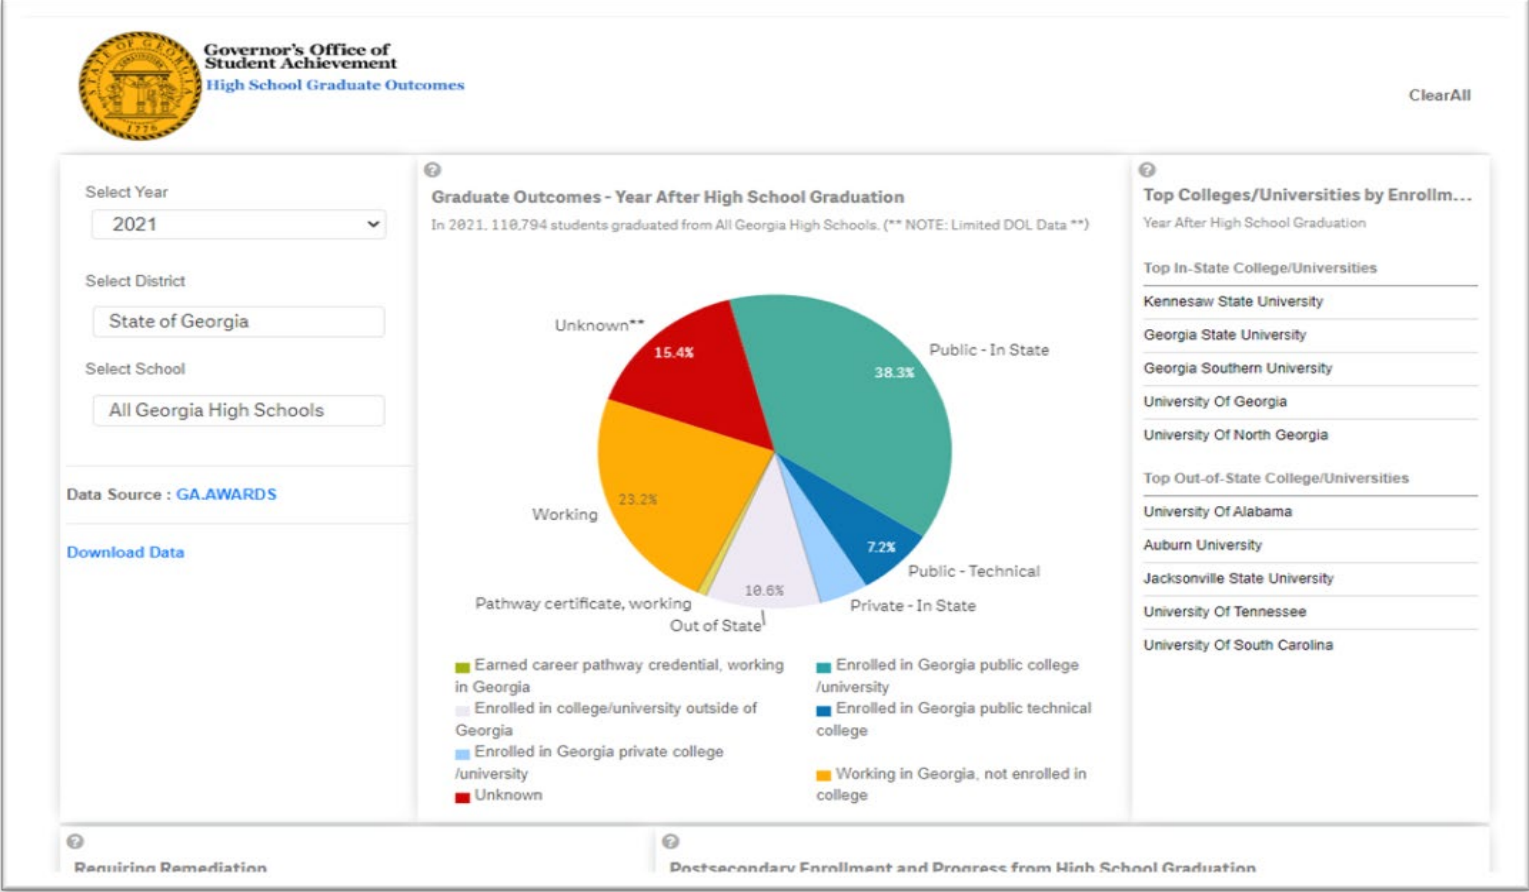 STATE OF GEORGIA
CONSTITUTION
1776
Governor's Office of
Student Achievement
High School Graduate Outcomes
ClearAll
Select Year
2021
Select District
State of Georgia
Select School
All Georgia High Schools
Data Source : GA.AWARDS
Download Data
Graduate Outcomes - Year After High School Graduation
In 2021, 110,794 students graduated from All Georgia High Schools. (** NOTE: Limited DOL Data **)
Unknown**
15.4%
Public - In State
38.3%
Working
23.2%
7.2%
Public - Technical
10.6%
Pathway certificate, working
Private - In State
Out of State
Earned career pathway credential, working
in Georgia
Enrolled in college/university outside of
Georgia
Enrolled in Georgia private college
/university
Unknown
Enrolled in Georgia public college
/university
Enrolled in Georgia public technical
college
Working in Georgia, not enrolled in
college
Top Colleges/Universities by Enrollm...
Year After High School Graduation
Top In-State College/Universities
Kennesaw State University
Georgia State University
Georgia Southern University
University Of Georgia
University Of North Georgia
Top Out-of-State College/Universities
University Of Alabama
Auburn University
Jacksonville State University
University Of Tennessee
University Of South Carolina
Requiring Remediation
Postsecondary Enrollment and Progress from High School Graduation